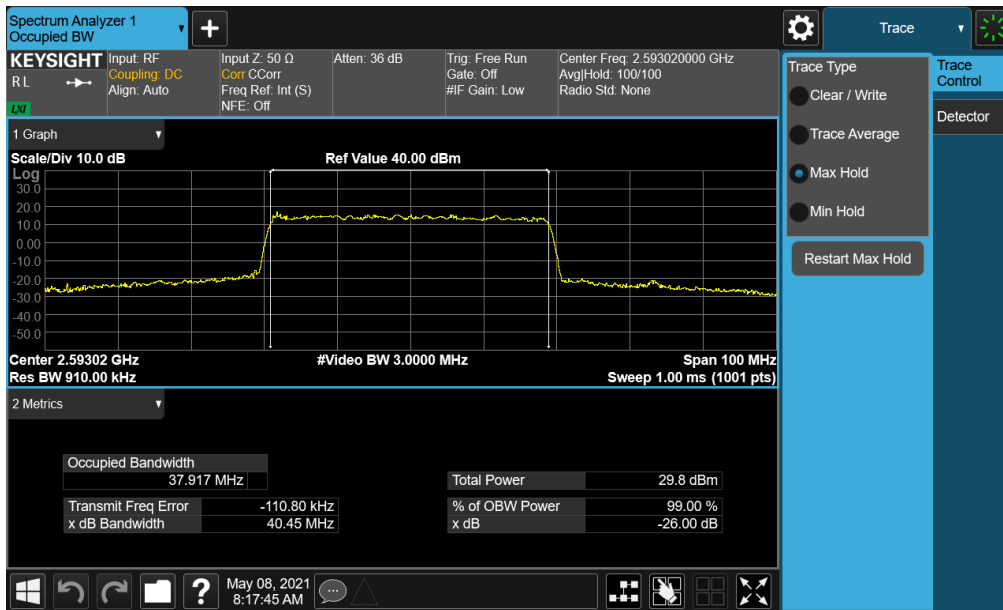 Spectrum Analyzer 1
Occupied BW
+
Trace
KEYSIGHT
R L
LXI
Input: RF
Coupling: DC
Align: Auto
Input Z: 50 Ω
Corr CCorr
Freq Ref: Int (S)
NFE: Off
Atten: 36 dB
Trig: Free Run
Gate: Off
#IF Gain: Low
Center Freq: 2.593020000 GHz
Avg|Hold: 100/100
Radio Std: None
Trace Type
Clear / Write
Trace Average
Max Hold
Min Hold
Restart Max Hold
Trace
Control
Detector
1 Graph
Scale/Div 10.0 dB
Ref Value 40.00 dBm
Log
30.0
20.0
10.0
0.00
-10.0
-20.0
-30.0
-40.0
-50.0
Center 2.59302 GHz
#Video BW 3.0000 MHz
Span 100 MHz
Res BW 910.00 kHz
Sweep 1.00 ms (1001 pts)
2 Metrics
Occupied Bandwidth
37.917 MHz
Total Power 29.8 dBm
Transmit Freq Error -110.80 kHz
% of OBW Power 99.00 %
x dB Bandwidth 40.45 MHz
x dB -26.00 dB
?
May 08, 2021
8:17:45 AM